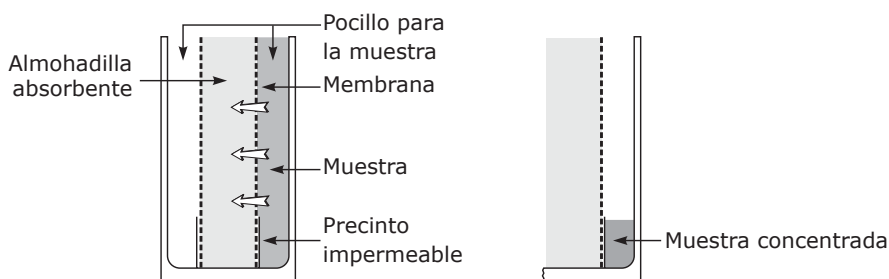 Pocillo para
la muestra
Almohadilla
absorbente
Membrana
Muestra
Precinto
impermeable
Muestra concentrada